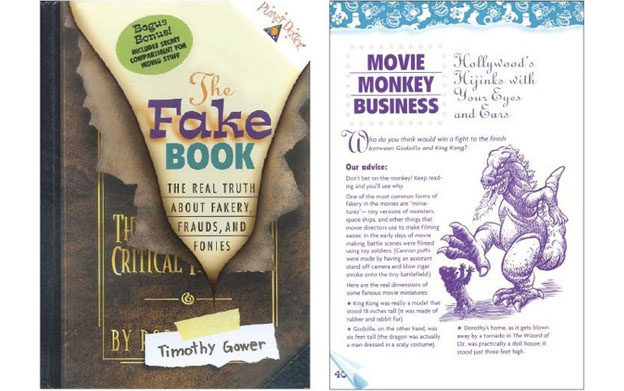 Planet Dexter
Bogus
Bonus!
INCLUDES SECRET
COMPARTMENT FOR
HIDING STUFF
The
Fake
BOOK
THE REAL TRUTH
ABOUT FAKERY,
FRAUDS, AND
FONIES
TH
CRITICAL
BY
Timothy Gower
MOVIE
MONKEY
BUSINESS
Hollywood's
Hijinks with
Your Eyes
and Ears
Who do you think would win a fight to the finish
between Godzilla and King Kong?
Our advice:
Don't bet on the monkey! Keep read-
ing and you'll see why.
One of the most common forms of
fakery in the movies are "minia-
tures" — tiny versions of monsters,
space ships, and other things that
movie directors use to make filming
easier. In the early days of movie
making, battle scenes were filmed
using toy soldiers. (Cannon puffs
were made by having an assistant
stand off camera and blow cigar
smoke onto the tiny battlefield.)
Here are the real dimensions of
some famous movie miniatures:
★ King Kong was really a model that
stood 18 inches tall (it was made of
rubber and rabbit fur).
★ Godzilla, on the other hand, was
six feet tall (the dragon was actually
a man dressed in a scaly costume).
★ Dorothy's home, as it gets blown
away by a tornado in The Wizard of
Oz, was practically a doll house; it
stood just three feet high.
40